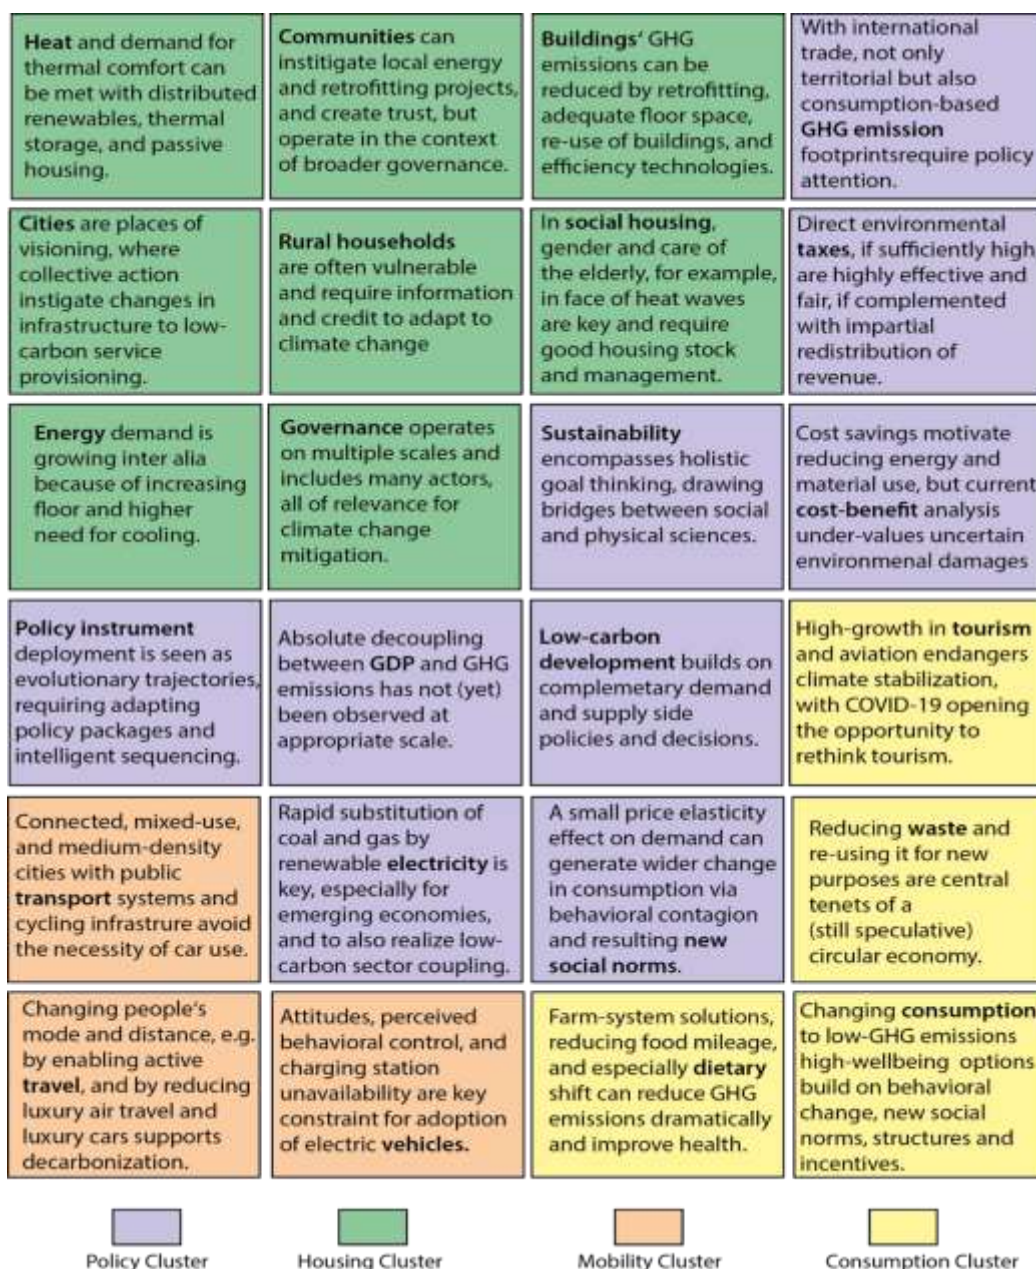 Heat and demand for
thermal comfort can
be met with distributed
renewables, thermal
storage, and passive
housing.
Communities can
institigate local energy
and retrofitting projects,
and create trust, but
operate in the context
of broader governance.
Buildings' GHG
emissions can be
reduced by retrofitting,
adequate floor space,
re-use of buildings, and
efficiency technologies.
With international
trade, not only
territorial but also
consumption-based
GHG emission
footprintsrequire policy
attention.
Cities are places of
visioning, where
collective action
instigate changes in
infrastructure to low-
carbon service
provisioning.
Rural households
are often vulnerable
and require information
and credit to adapt to
climate change
In social housing,
gender and care of
the elderly, for example,
in face of heat waves
are key and require
good housing stock
and management.
Direct environmental
taxes, if sufficiently high,
are highly effective and
fair, if complemented
with impartial
redistribution of
revenue.
Energy demand is
growing inter alia
because of increasing
floor and higher
need for cooling.
Governance operates
on multiple scales and
includes many actors,
all of relevance for
climate change
mitigation.
Sustainability
encompasses holistic
goal thinking, drawing
bridges between social
and physical sciences.
Cost savings motivate
reducing energy and
material use, but current
cost-benefit analysis
under-values uncertain
environmenal damages
Policy instrument
deployment is seen as
evolutionary trajectories,
requiring adapting
policy packages and
intelligent sequencing.
Absolute decoupling
between GDP and GHG
emissions has not (yet)
been observed at
appropriate scale.
Low-carbon
development builds on
complemetary demand
and supply side
policies and decisions.
High-growth in tourism
and aviation endangers
climate stabilization,
with COVID-19 opening
the opportunity to
rethink tourism.
Connected, mixed-use,
and medium-density
cities with public
transport systems and
cycling infrastrure avoid
the necessity of car use.
Rapid substitution of
coal and gas by
renewable electricity is
key, especially for
emerging economies,
and to also realize low-
carbon sector coupling.
A small price elasticity
effect on demand can
generate wider change
in consumption via
behavioral contagion
and resulting new
social norms.
Reducing waste and
re-using it for new
purposes are central
tenets of a
(still speculative)
circular economy.
Changing people's
mode and distance, e.g.
by enabling active
travel, and by reducing
luxury air travel and
luxury cars supports
decarbonization.
Attitudes, perceived
behavioral control, and
charging station
unavailability are key
constraint for adoption
of electric vehicles.
Farm-system solutions,
reducing food mileage,
and especially dietary
shift can reduce GHG
emissions dramatically
and improve health.
Changing consumption
to low-GHG emissions
high-wellbeing options
build on behavioral
change, new social
norms, structures and
incentives.
Policy Cluster
Housing Cluster
Mobility Cluster
Consumption Cluster